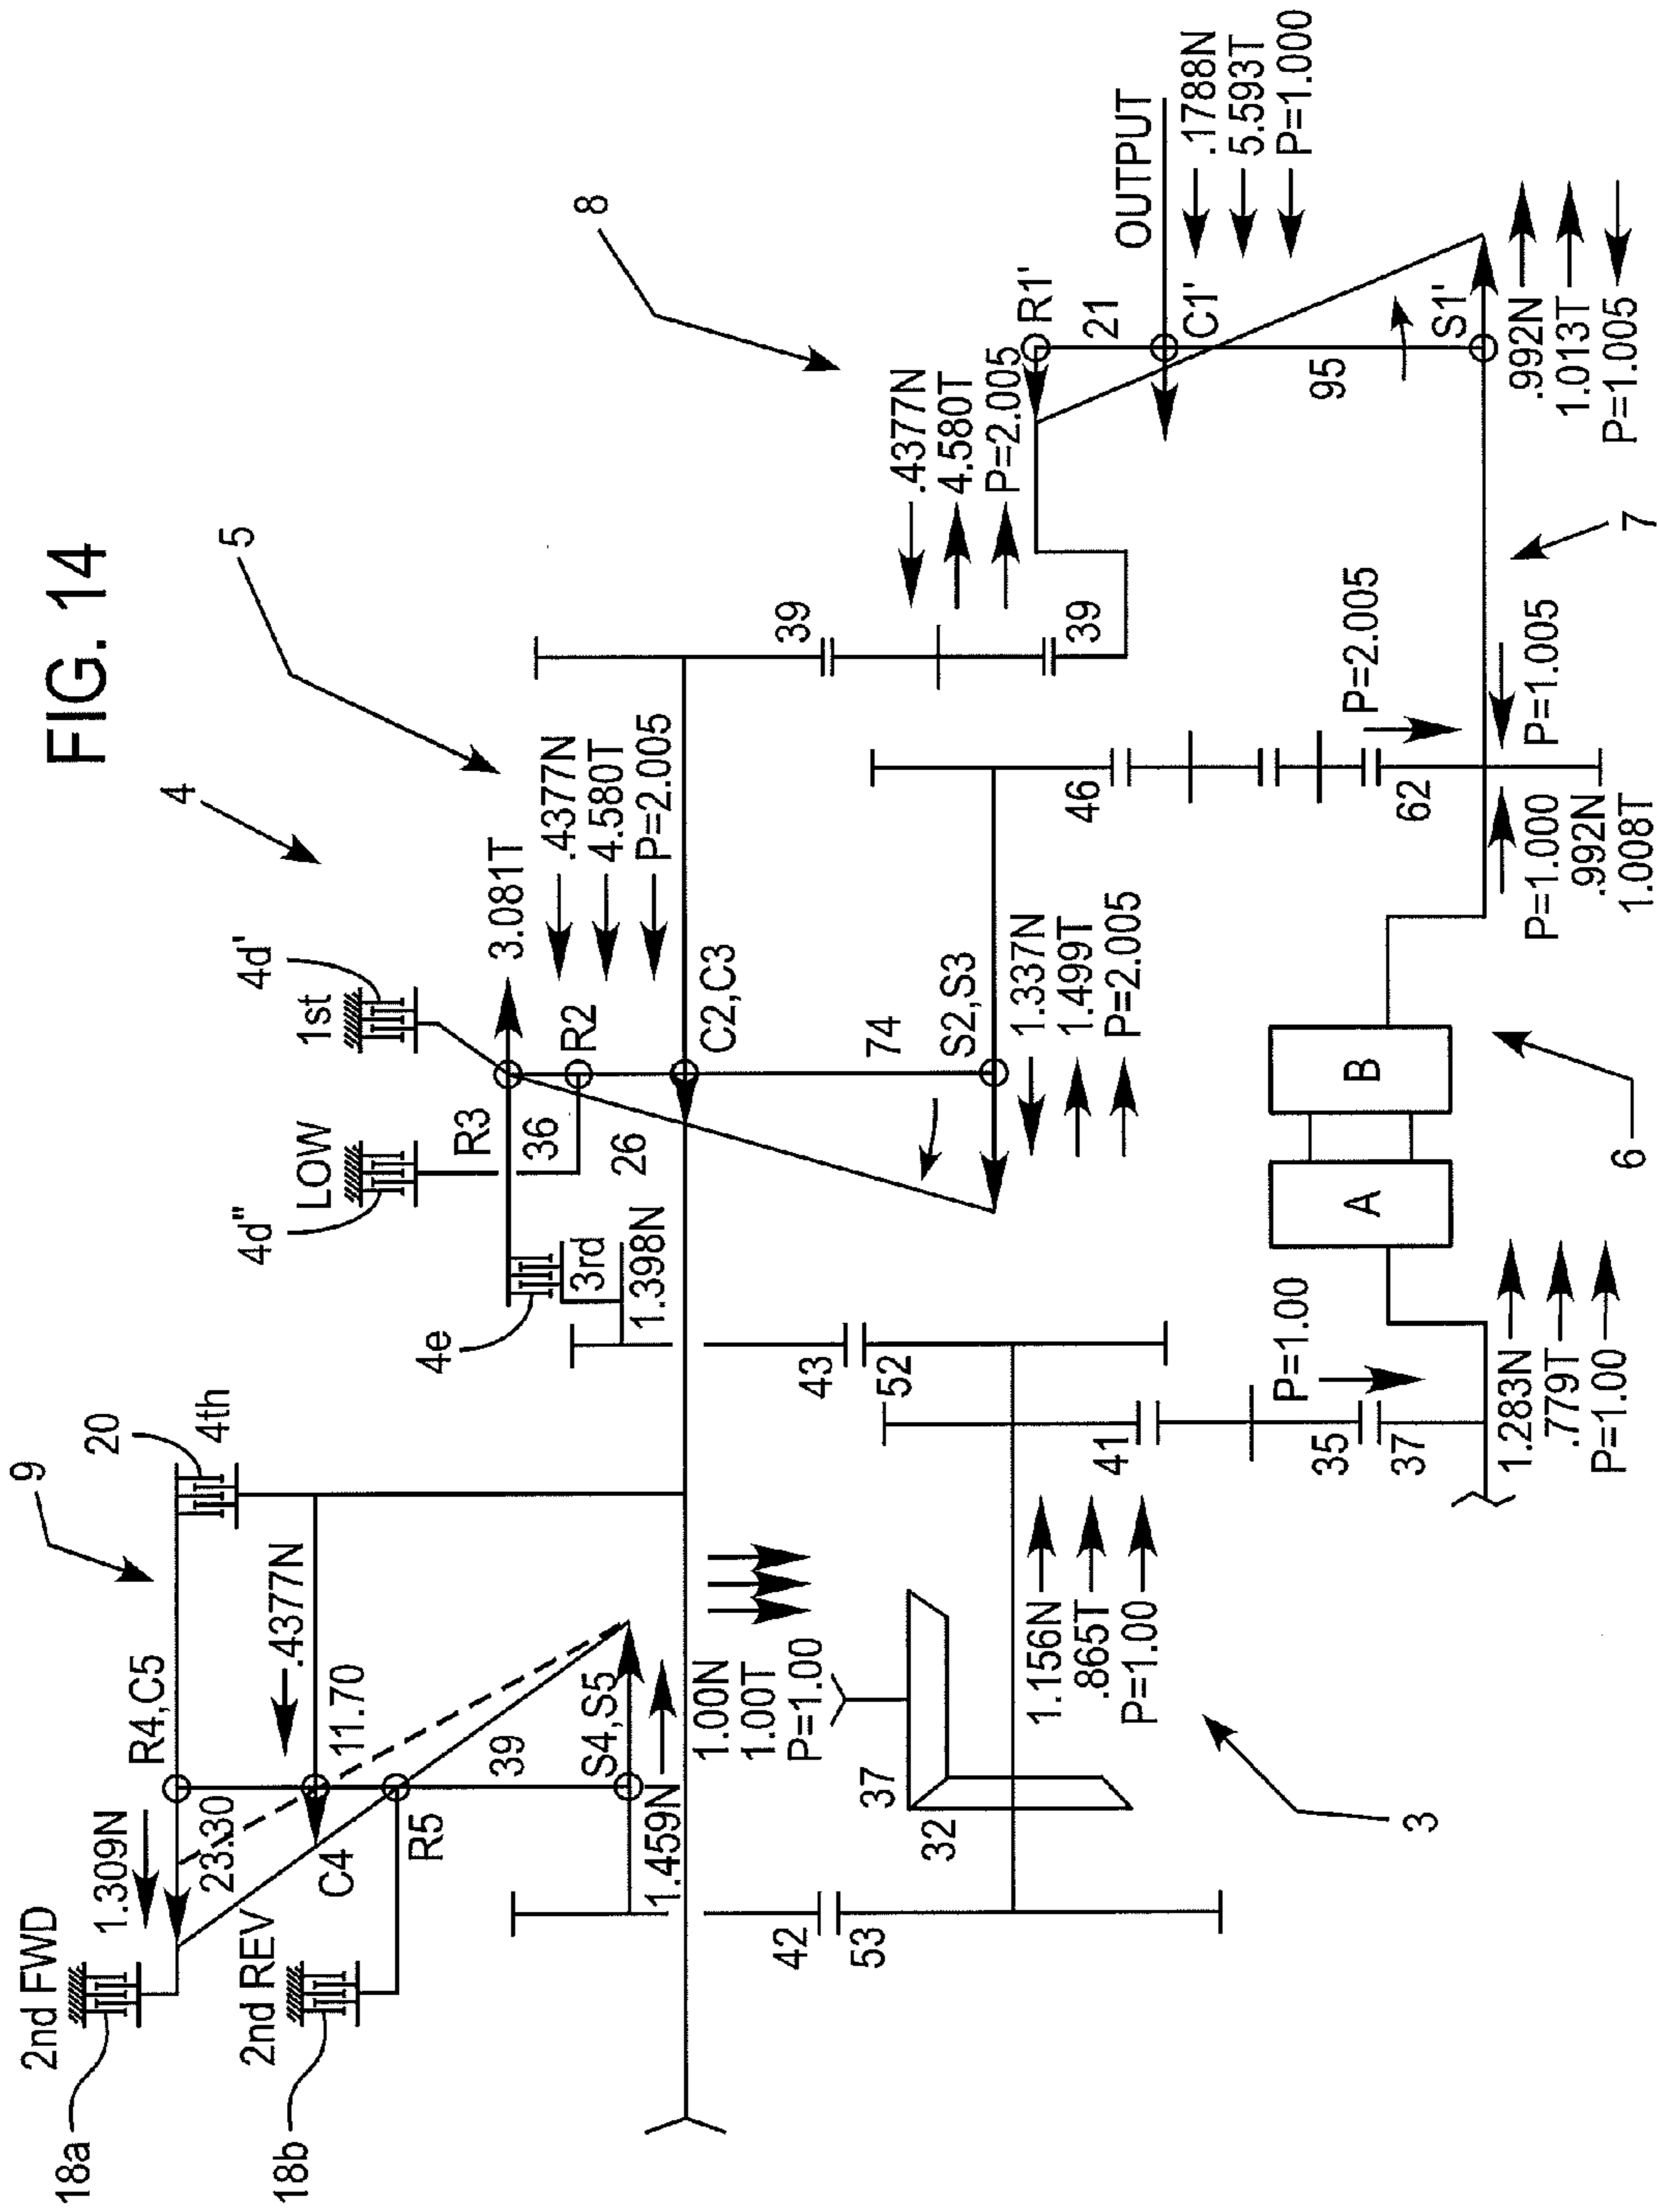 FIG. 14
18a
2nd FWD
1.309N
R4,C5
9
20
4th
18b
2nd REV
23.30
C4
.4377N
11.70
R5
39
S4,S5
1.459N
42
53
1.00N
1.00T
P=1.00
37
32
3
1.156N
.865T
P=1.00
4e
3rd
1.398N
43
52
41
35
37
P=1.00
1.283N
.779T
P=1.00
4d"
LOW
4d'
1st
4
5
R3
36
26
R2
3.081T
.4377N
4.580T
P=2.005
C2,C3
74
S2,S3
1.337N
1.499T
P=2.005
A
B
6
46
62
P=2.005
P=1.000
.992N
1.008T
P=1.005
7
39
39
.4377N
4.580T
P=2.005
8
R1'
21
C1'
95
S1'
OUTPUT
.1788N
5.593T
P=1.000
.992N
1.013T
P=1.005